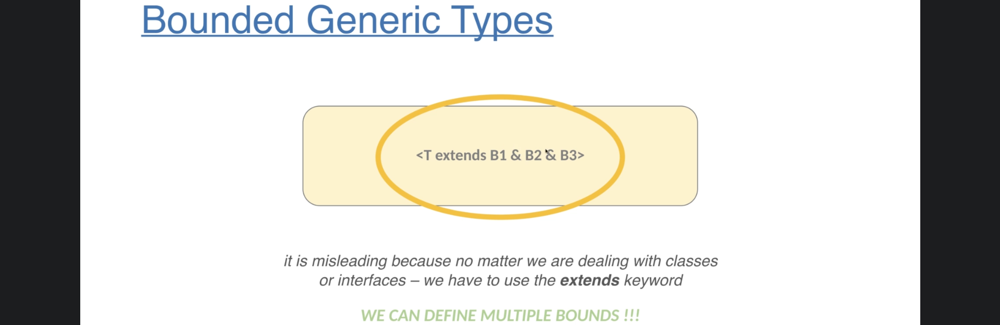 Bounded Generic Types
<T extends B1 & B2 & B3>
it is misleading because no matter we are dealing with classes
or interfaces – we have to use the extends keyword
WE CAN DEFINE MULTIPLE BOUNDS !!!